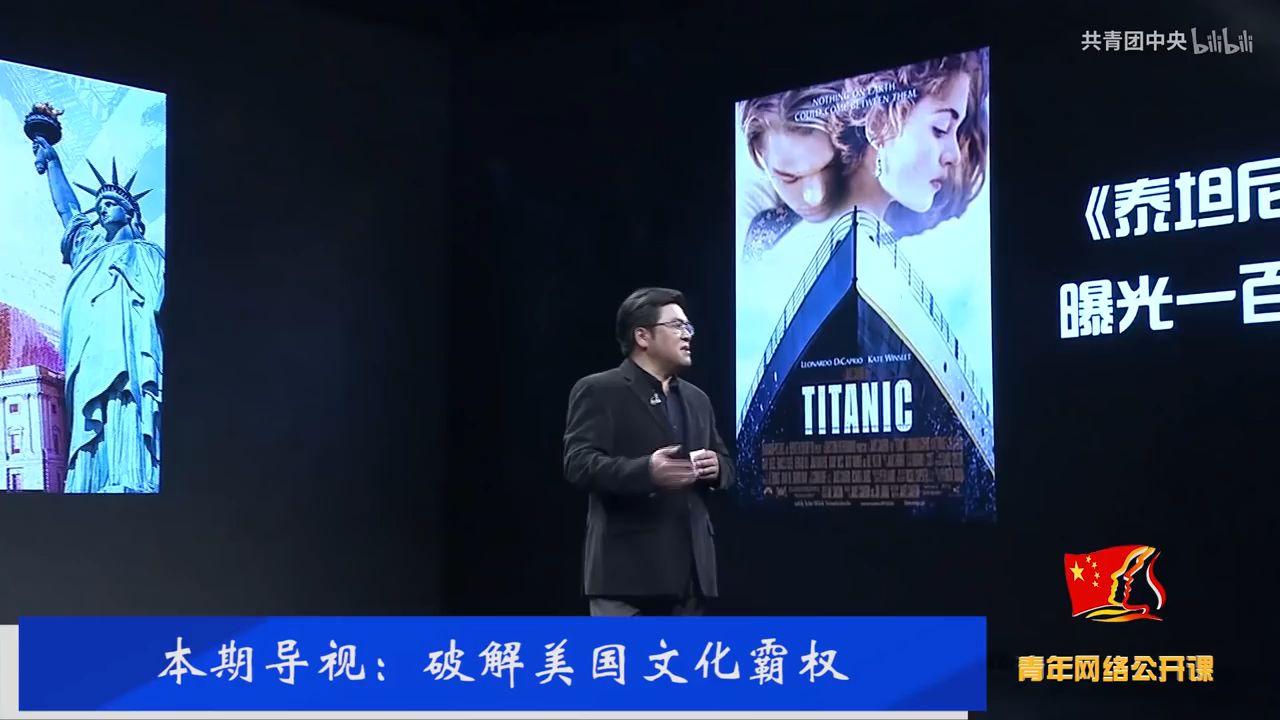 共青团中央 bilibili
NOTHING ON EARTH
COULD COME BETWEEN THEM.
《泰坦尼
曝光一百
LEONARDO DICAPRIO KATE WINSLET
TITANIC
本期导视：破解美国文化霸权
青年网络公开课